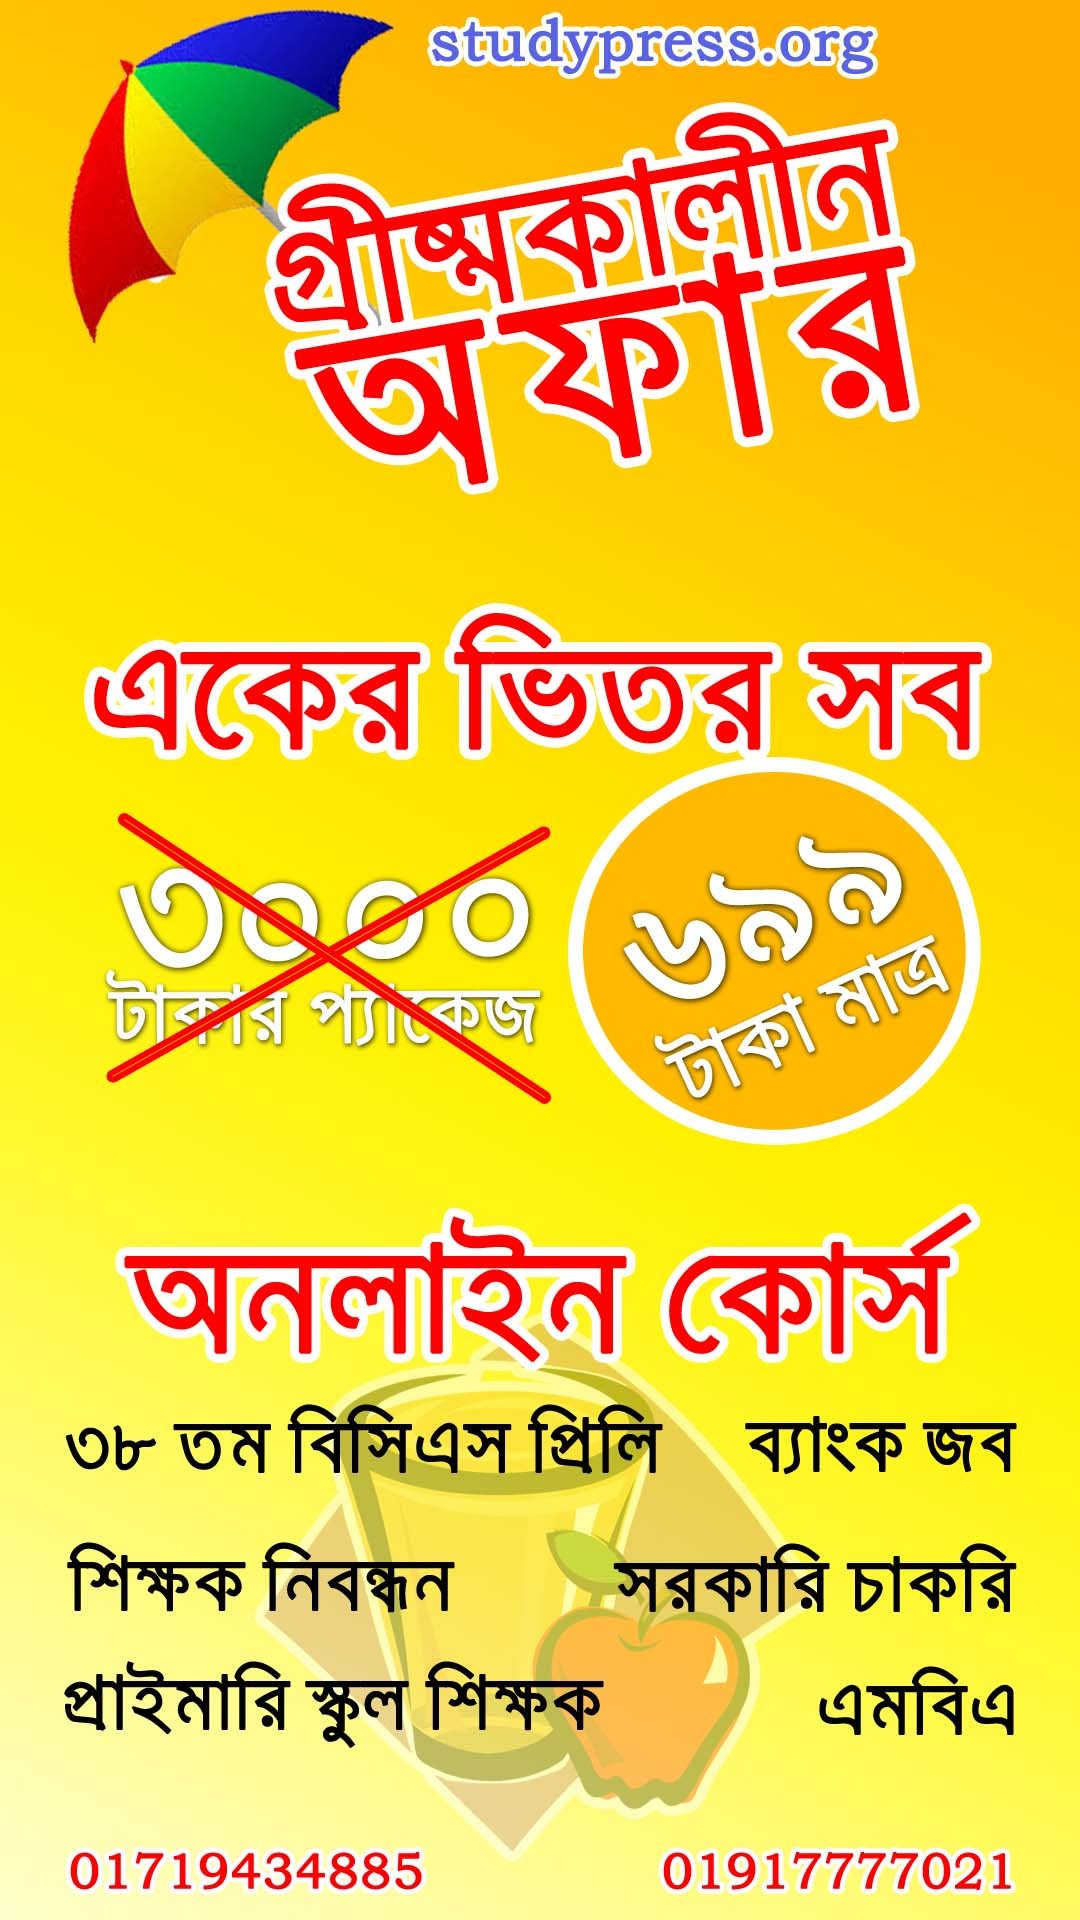 studypress.org
গ্রীষ্মকালীন
অফার
একের ভিতর সব
৩০০০
টাকার প্যাকেজ
৬৯৯
টাকা মাত্র
অনলাইন কোর্স
৩৮ তম বিসিএস প্রিলি
ব্যাংক জব
শিক্ষক নিবন্ধন
সরকারি চাকরি
প্রাইমারি স্কুল শিক্ষক
এমবিএ
01719434885
01917777021